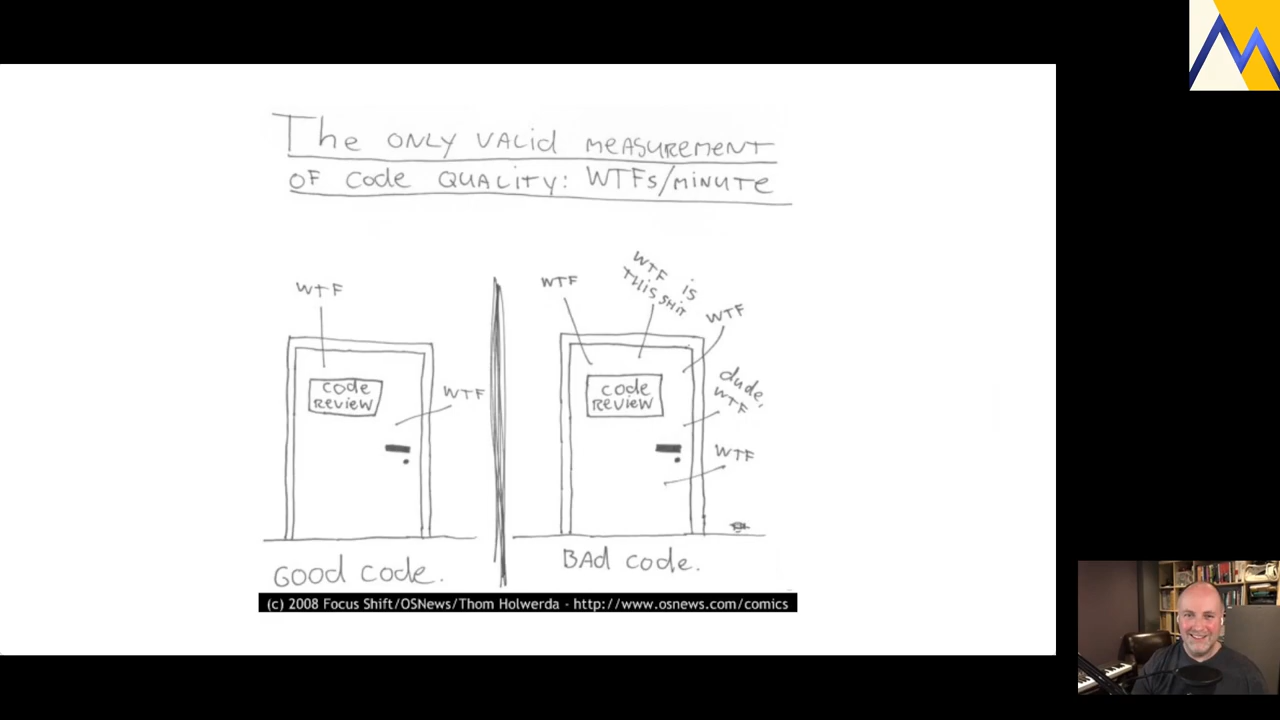 The ONLY VALid MEASUREMENT
OF Code QUALITY: WTFs/MINUTE
WTF
code
REVIEW
WTF
GOOD code.
WTF
WTF is
THIS SHIT
WTF
dude,
WTF
code
REVIEW
WTF
BAd code.
(c) 2008 Focus Shift/OSNews/Thom Holwerda - http://www.osnews.com/comics